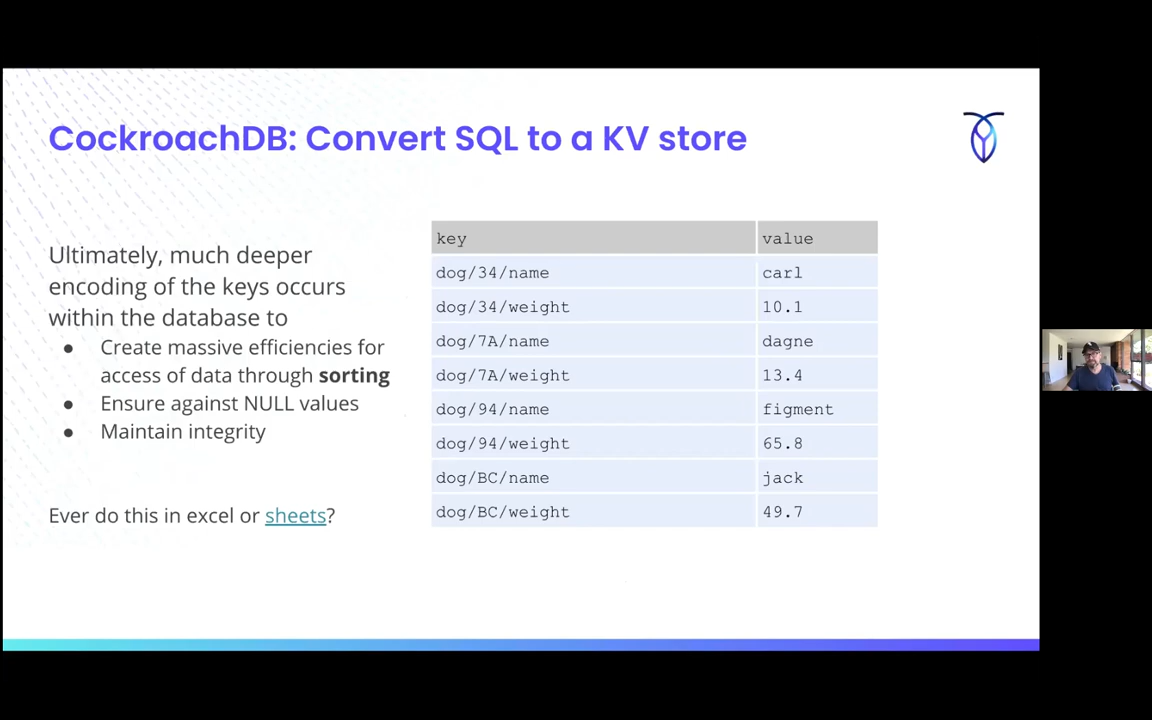 CockroachDB: Convert SQL to a KV store
Ultimately, much deeper
encoding of the keys occurs
within the database to
● Create massive efficiencies for
access of data through sorting
● Ensure against NULL values
● Maintain integrity
Ever do this in excel or sheets?
key value
dog/34/name carl
dog/34/weight 10.1
dog/7A/name dagne
dog/7A/weight 13.4
dog/94/name figment
dog/94/weight 65.8
dog/BC/name jack
dog/BC/weight 49.7